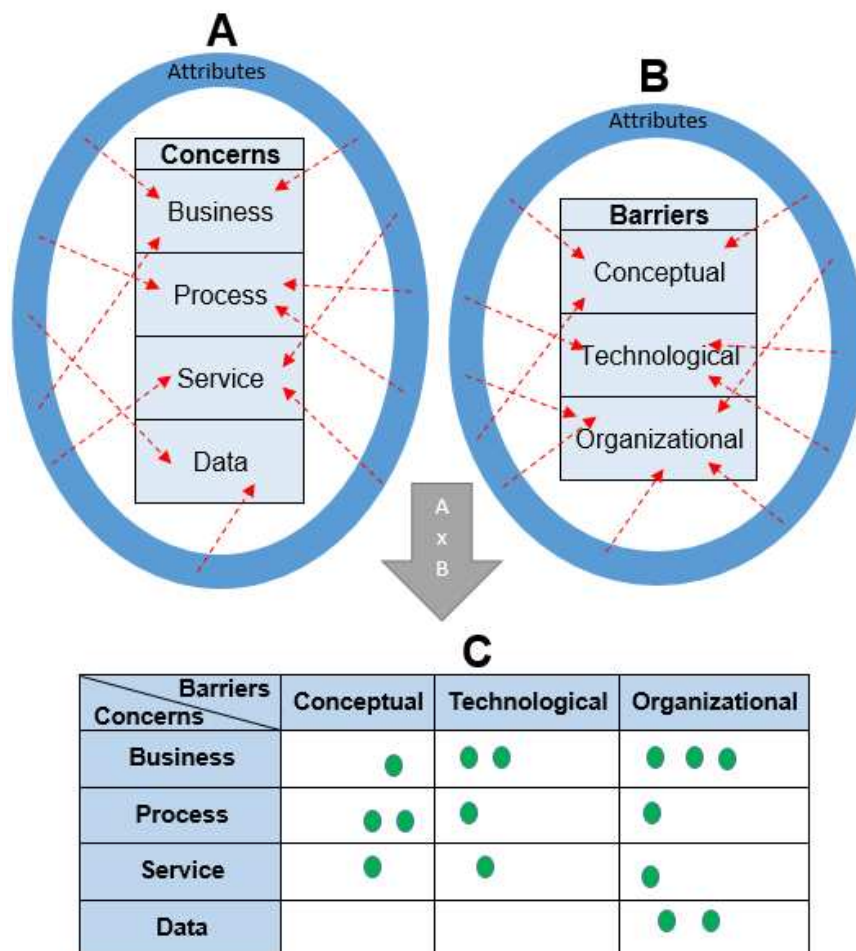 A
Attributes
Concerns
Business
Process
Service
Data
B
Attributes
Barriers
Conceptual
Technological
Organizational
A
x
B
C
Barriers
Concerns
Conceptual
Technological
Organizational
Business
Process
Service
Data